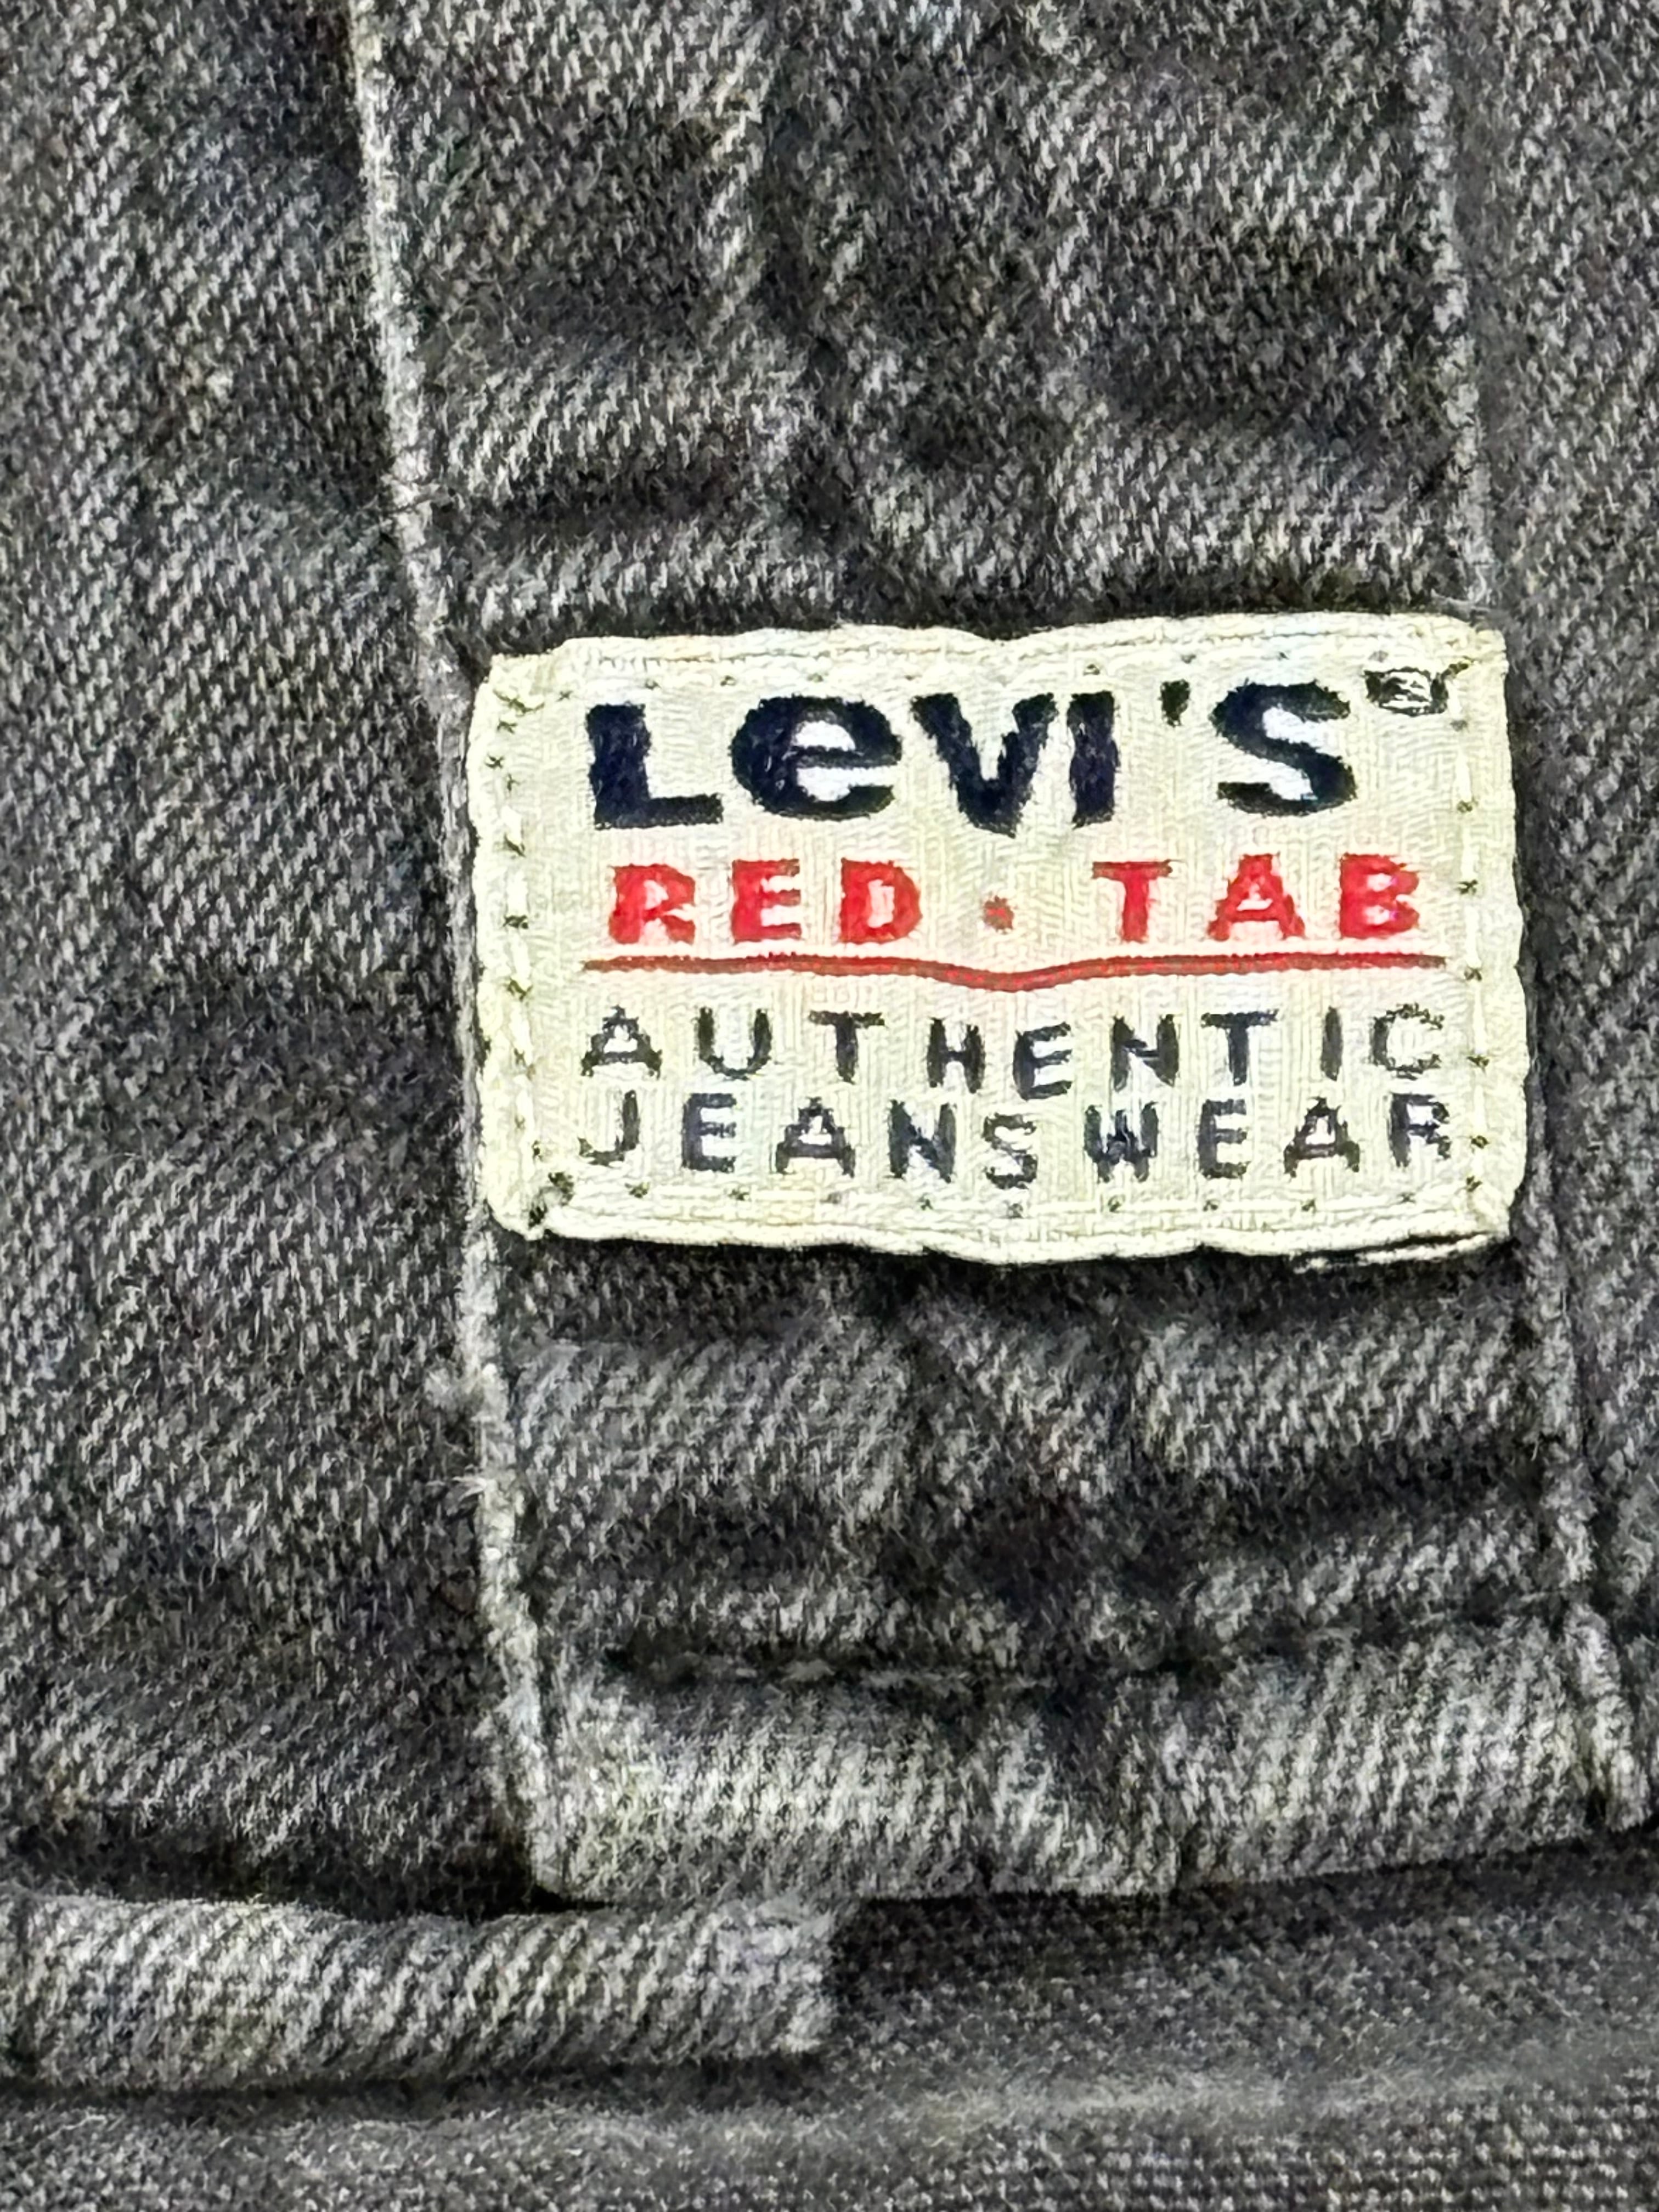 Levi's®
RED · TAB
AUTHENTIC
JEANSWEAR